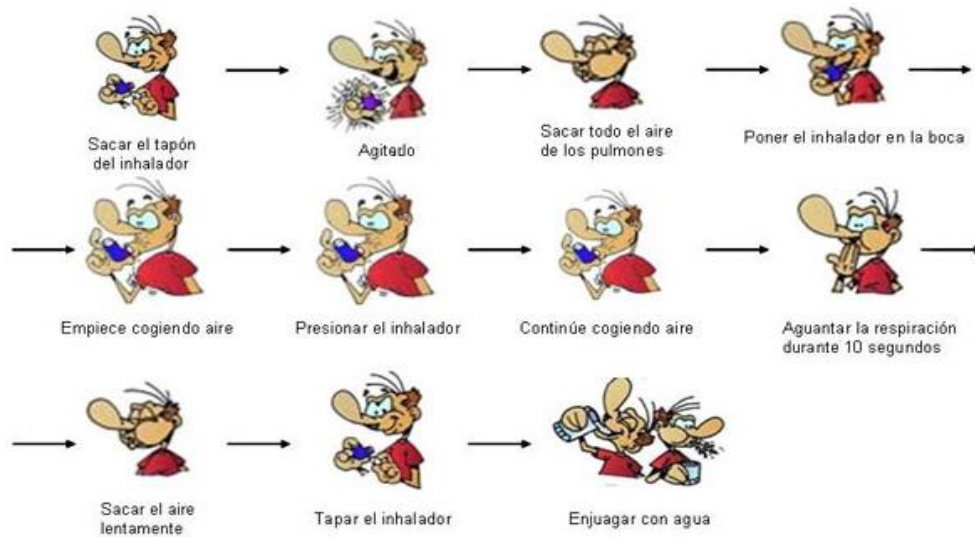 Sacar el tapón
del inhalador
Agitado
Sacar todo el aire
de los pulmones
Poner el inhalador en la boca
Empiece cogiendo aire
Presionar el inhalador
Continúe cogiendo aire
Aguantar la respiración
durante 10 segundos
Sacar el aire
lentamente
Tapar el inhalador
Enjuagar con agua